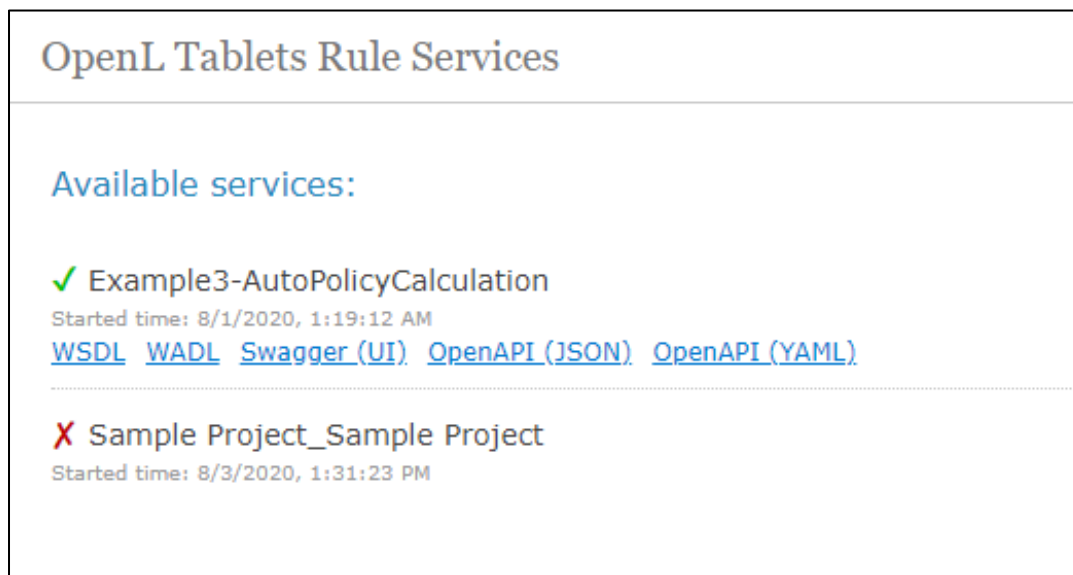 OpenL Tablets Rule Services
Available services:
✓ Example3-AutoPolicyCalculation
Started time: 8/1/2020, 1:19:12 AM
WSDL WADL Swagger (UI) OpenAPI (JSON) OpenAPI (YAML)
✗ Sample Project_Sample Project
Started time: 8/3/2020, 1:31:23 PM